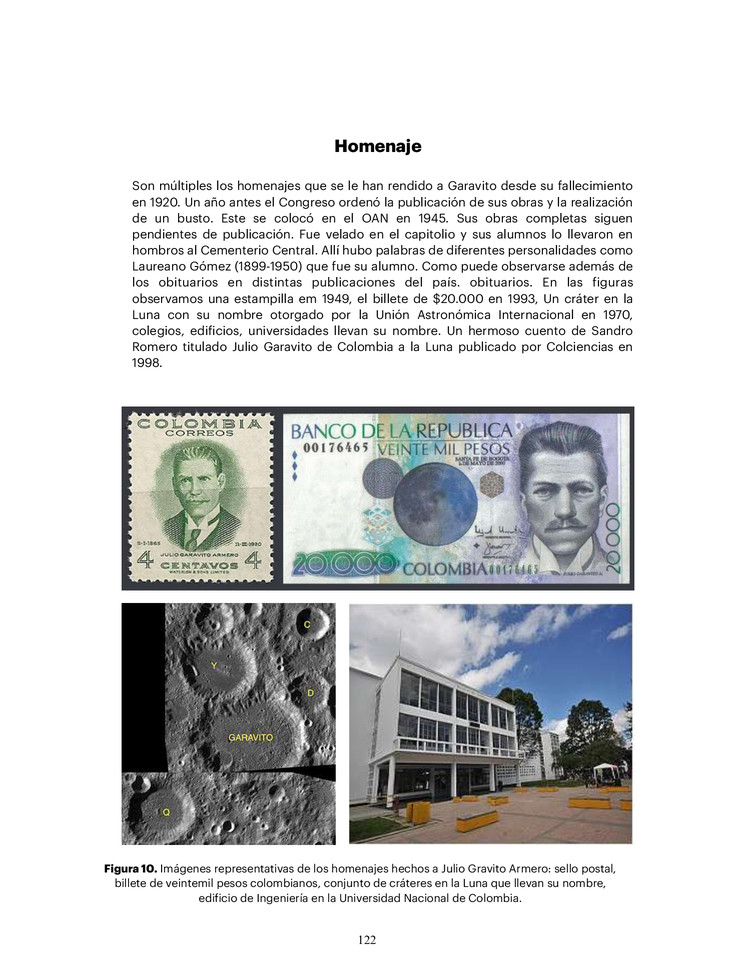 Homenaje
Son múltiples los homenajes que se le han rendido a Garavito desde su fallecimiento
en 1920. Un año antes el Congreso ordenó la publicación de sus obras y la realización
de un busto. Este se colocó en el OAN en 1945. Sus obras completas siguen
pendientes de publicación. Fue velado en el capitolio y sus alumnos lo llevaron en
hombros al Cementerio Central. Allí hubo palabras de diferentes personalidades como
Laureano Gómez (1899-1950) que fue su alumno. Como puede observarse además de
los obituarios en distintas publicaciones del país. obituarios. En las figuras
observamos una estampilla em 1949, el billete de $20.000 en 1993, Un cráter en la
Luna con su nombre otorgado por la Unión Astronómica Internacional en 1970,
colegios, edificios, universidades llevan su nombre. Un hermoso cuento de Sandro
Romero titulado Julio Garavito de Colombia a la Luna publicado por Colciencias en
1998.
COLOMBIA
CORREOS
JULIO GARAVITO ARMERO
4 CENTAVOS 4
WATERLOW & SONS LIMITED
BANCO DE LA REPUBLICA
00176465 VEINTE MIL PESOS
SANTA FE DE BOGOTA
20000 COLOMBIA 00176465
20000
JULIO GARAVITO A.
C
Y
D
GARAVITO
Q
Figura 10. Imágenes representativas de los homenajes hechos a Julio Gravito Armero: sello postal,
billete de veintemil pesos colombianos, conjunto de cráteres en la Luna que llevan su nombre,
edificio de Ingeniería en la Universidad Nacional de Colombia.
122